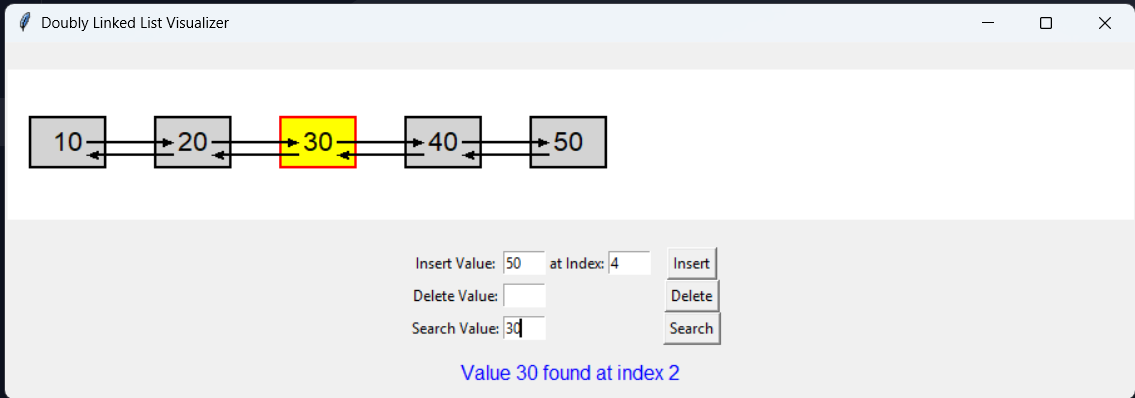 Doubly Linked List Visualizer
10 20 30 40 50
Insert Value: 50 at Index: 4 Insert
Delete Value: Delete
Search Value: 30 Search
Value 30 found at index 2